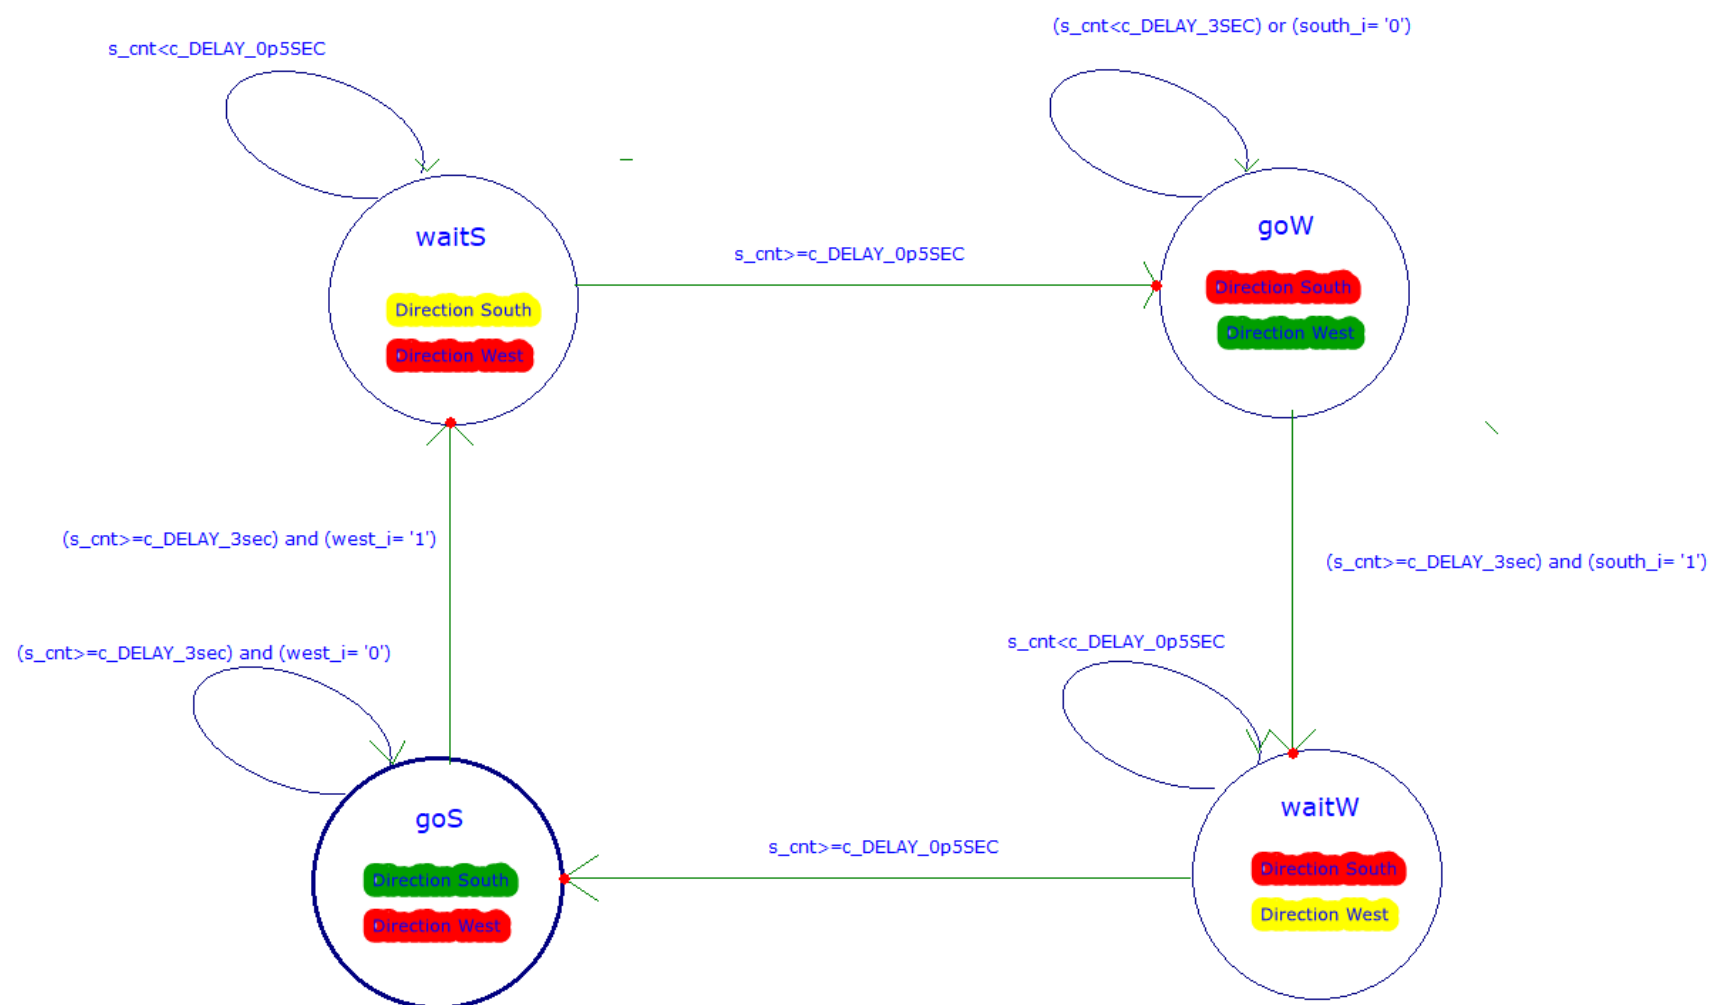 (s_cnt<c_DELAY_3SEC) or (south_i= '0')
s_cnt<c_DELAY_0p5SEC
waitS
Direction South
Direction West
s_cnt>=c_DELAY_0p5SEC
goW
Direction South
Direction West
(s_cnt>=c_DELAY_3sec) and (west_i= '1')
(s_cnt>=c_DELAY_3sec) and (south_i= '1')
(s_cnt>=c_DELAY_3sec) and (west_i= '0')
s_cnt<c_DELAY_0p5SEC
goS
Direction South
Direction West
s_cnt>=c_DELAY_0p5SEC
waitW
Direction South
Direction West